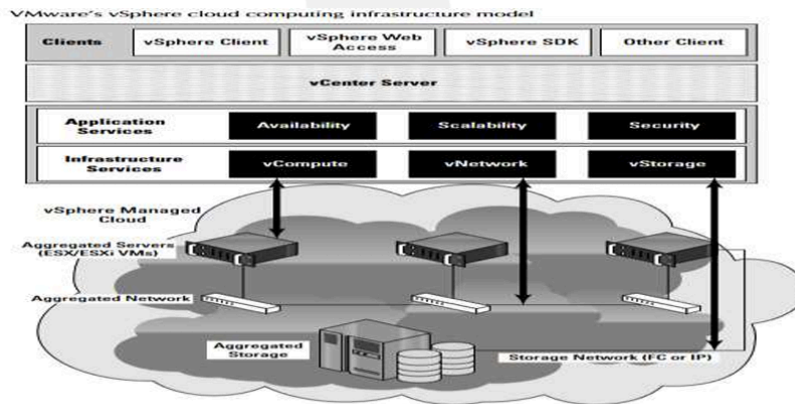 VMware's vSphere cloud computing infrastructure model
Clients
vSphere Client
vSphere Web
Access
vSphere SDK
Other Client
vCenter Server
Application
Services
Availability
Scalability
Security
Infrastructure
Services
vCompute
vNetwork
vStorage
vSphere Managed
Cloud
Aggregated Servers
(ESX/ESXi VMs)
Aggregated Network
Aggregated
Storage
Storage Network (FC or IP)